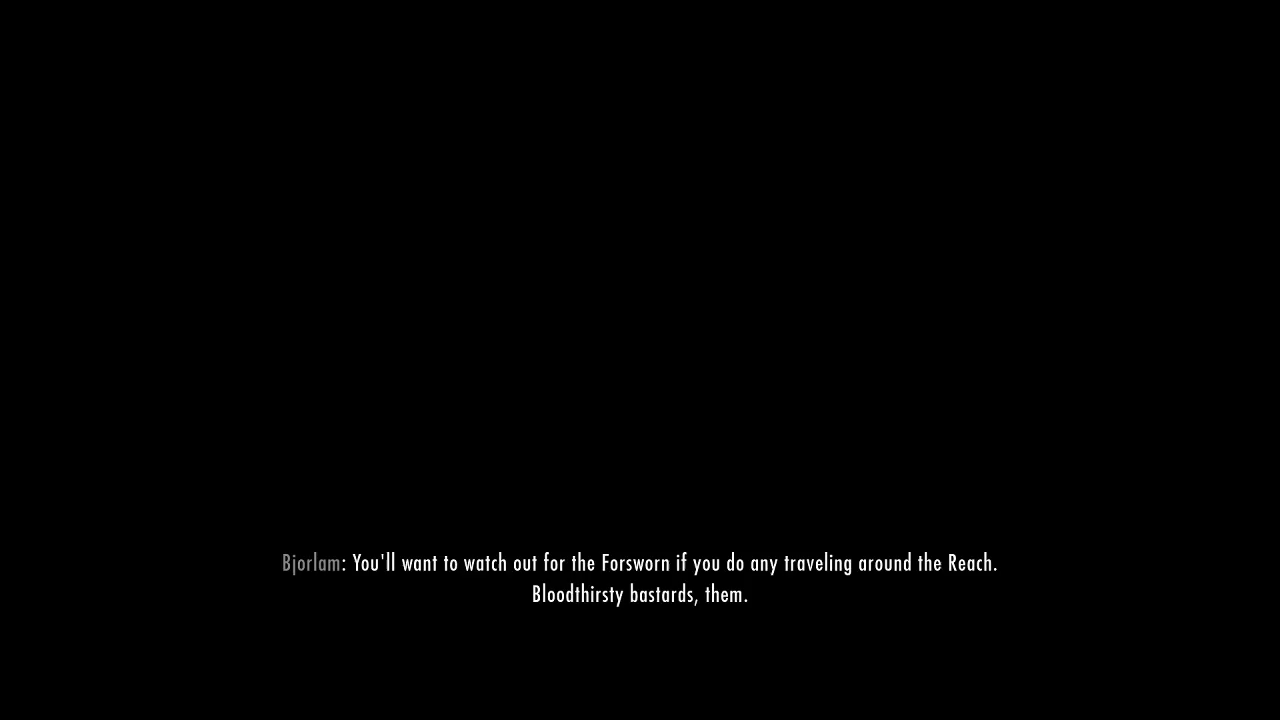 Bjorlam: You'll want to watch out for the Forsworn if you do any traveling around the Reach.
Bloodthirsty bastards, them.